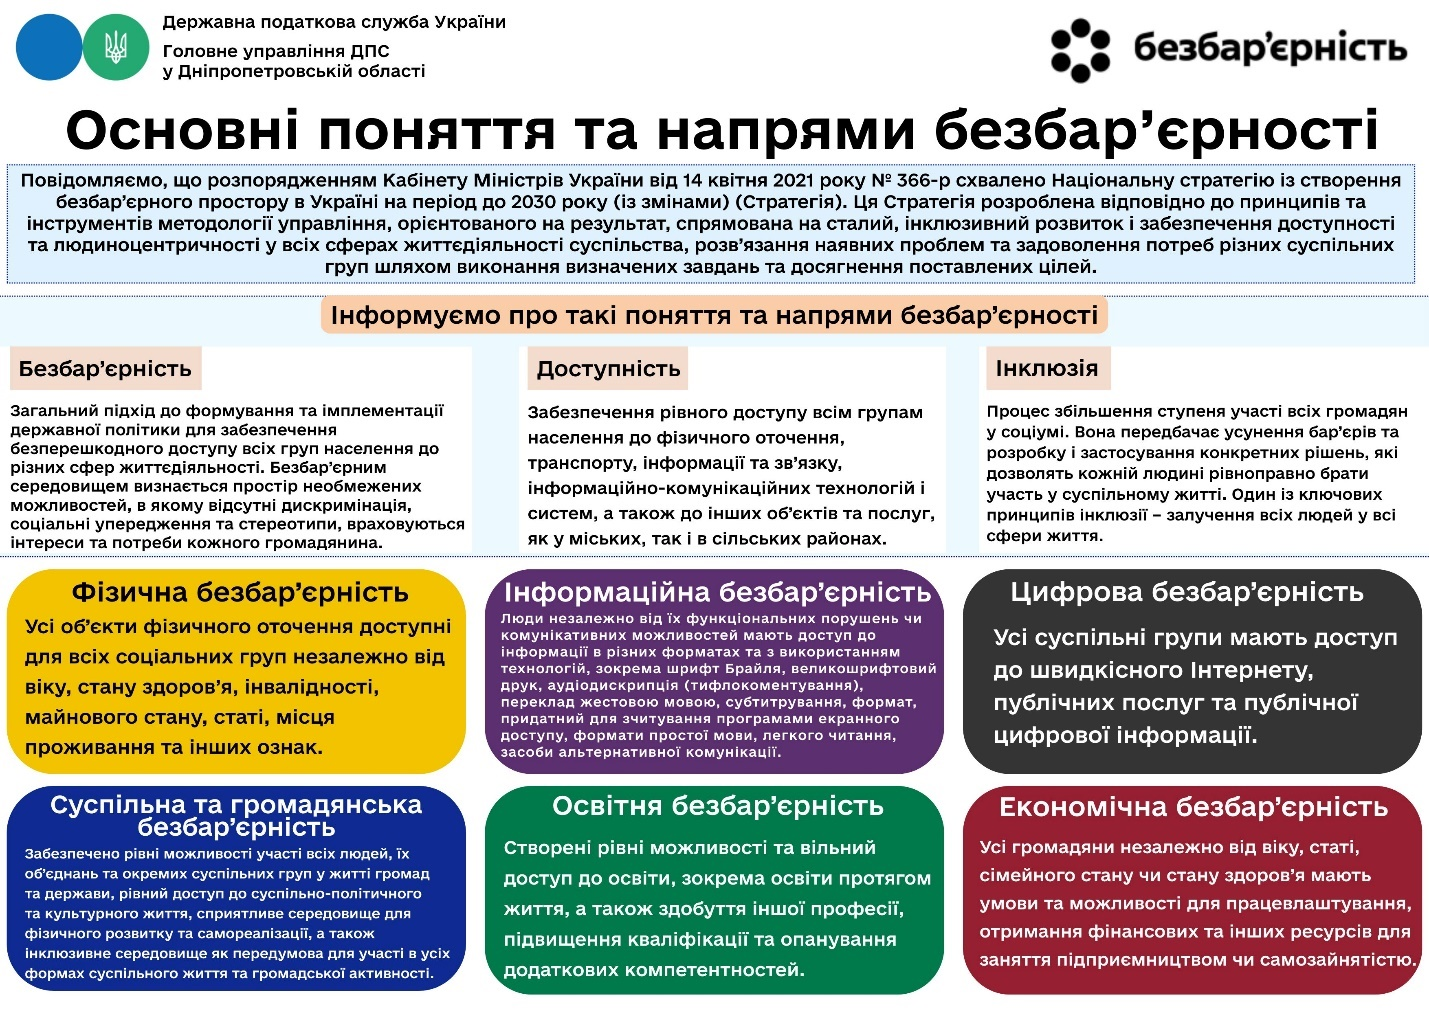 Державна податкова служба України
Головне управління ДПС
у Дніпропетровській області
безбар’єрність
Основні поняття та напрями безбар’єрності
Повідомляємо, що розпорядженням Кабінету Міністрів України від 14 квітня 2021 року № 366-р схвалено Національну стратегію із створення
безбар’єрного простору в Україні на період до 2030 року (із змінами) (Стратегія). Ця Стратегія розроблена відповідно до принципів та
інструментів методології управління, орієнтованого на результат, спрямована на сталий, інклюзивний розвиток і забезпечення доступності
та людиноцентричності у всіх сферах життєдіяльності суспільства, розв’язання наявних проблем та задоволення потреб різних суспільних
груп шляхом виконання визначених завдань та досягнення поставлених цілей.
Інформуємо про такі поняття та напрями безбар’єрності
Безбар’єрність
Загальний підхід до формування та імплементації
державної політики для забезпечення
безперешкодного доступу всіх груп населення до
різних сфер життєдіяльності. Безбар’єрним
середовищем визнається простір необмежених
можливостей, в якому відсутні дискримінація,
соціальні упередження та стереотипи, враховуються
інтереси та потреби кожного громадянина.
Доступність
Забезпечення рівного доступу всім групам
населення до фізичного оточення,
транспорту, інформації та зв’язку,
інформаційно-комунікаційних технологій і
систем, а також до інших об’єктів та послуг,
як у міських, так і в сільських районах.
Інклюзія
Процес збільшення ступеня участі всіх громадян
у соціумі. Вона передбачає усунення бар’єрів та
розробку і застосування конкретних рішень, які
дозволять кожній людині рівноправно брати
участь у суспільному житті. Один із ключових
принципів інклюзії – залучення всіх людей у всі
сфери життя.
Фізична безбар’єрність
Усі об’єкти фізичного оточення доступні
для всіх соціальних груп незалежно від
віку, стану здоров’я, інвалідності,
майнового стану, статі, місця
проживання та інших ознак.
Інформаційна безбар’єрність
Люди незалежно від їх функціональних порушень чи
комунікативних можливостей мають доступ до
інформації в різних форматах та з використанням
технологій, зокрема шрифт Брайля, великошрифтовий
друк, аудіодискрипція (тифлокоментування),
переклад жестовою мовою, субтитрування, формат,
придатний для зчитування програмами екранного
доступу, формати простої мови, легкого читання,
засоби альтернативної комунікації.
Цифрова безбар’єрність
Усі суспільні групи мають доступ
до швидкісного Інтернету,
публічних послуг та публічної
цифрової інформації.
Суспільна та громадянська
безбар’єрність
Забезпечено рівні можливості участі всіх людей, їх
об’єднань та окремих суспільних груп у житті громад
та держави, рівний доступ до суспільно-політичного
та культурного життя, сприятливе середовище для
фізичного розвитку та самореалізації, а також
інклюзивне середовище як передумова для участі в усіх
формах суспільного життя та громадської активності.
Освітня безбар’єрність
Створені рівні можливості та вільний
доступ до освіти, зокрема освіти протягом
життя, а також здобуття іншої професії,
підвищення кваліфікації та опанування
додаткових компетентностей.
Економічна безбар’єрність
Усі громадяни незалежно від віку, статі,
сімейного стану чи стану здоров’я мають
умови та можливості для працевлаштування,
отримання фінансових та інших ресурсів для
заняття підприємництвом чи самозайнятістю.